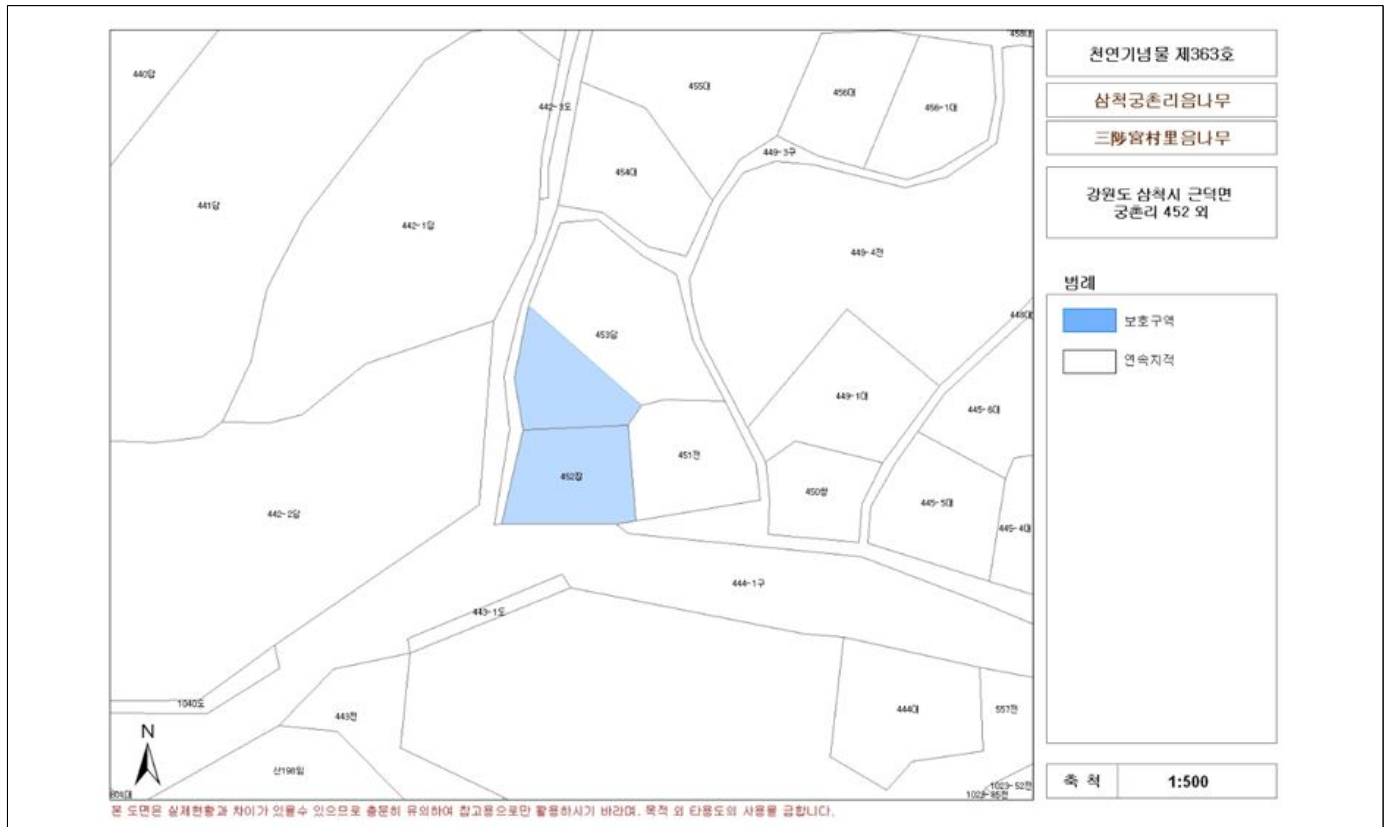 458대
440답
455대
456대
456-1대
442-3도
449-3구
454대
441답
442-1답
449-4전
453답
449-1대
445-6대
451전
452잡
450장
442-2답
445-5대
445-4대
444-1구
443-1도
1040도
443전
444대
557전
산198임
1023-52전
N
본 도면은 실제현황과 차이가 있을수 있으므로 충분히 유의하여 참고용으로만 활용하시기 바라며, 목적 외 타용도의 사용을 금합니다.
천연기념물 제363호
삼척궁촌리음나무
三陟宮村里음나무
강원도 삼척시 근덕면
궁촌리 452 외
범례
보호구역
연속지적
축 척
1:500